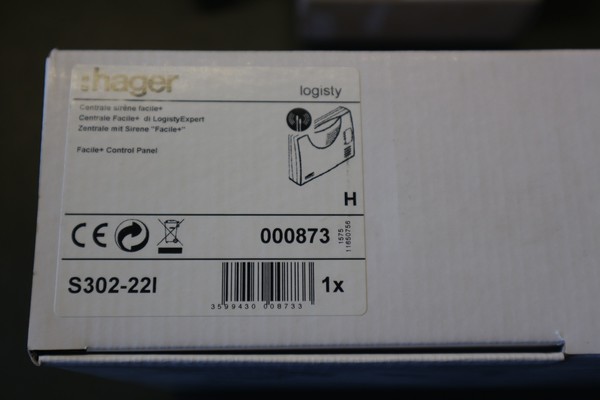 :hager
logisty
Centrale sirène facile+
Centrale Facile+ di LogistyExpert
Zentrale mit Sirene "Facile+"
Facile+ Control Panel
H
000873
1575
11650756
S302-22I
1x
3599430 008733